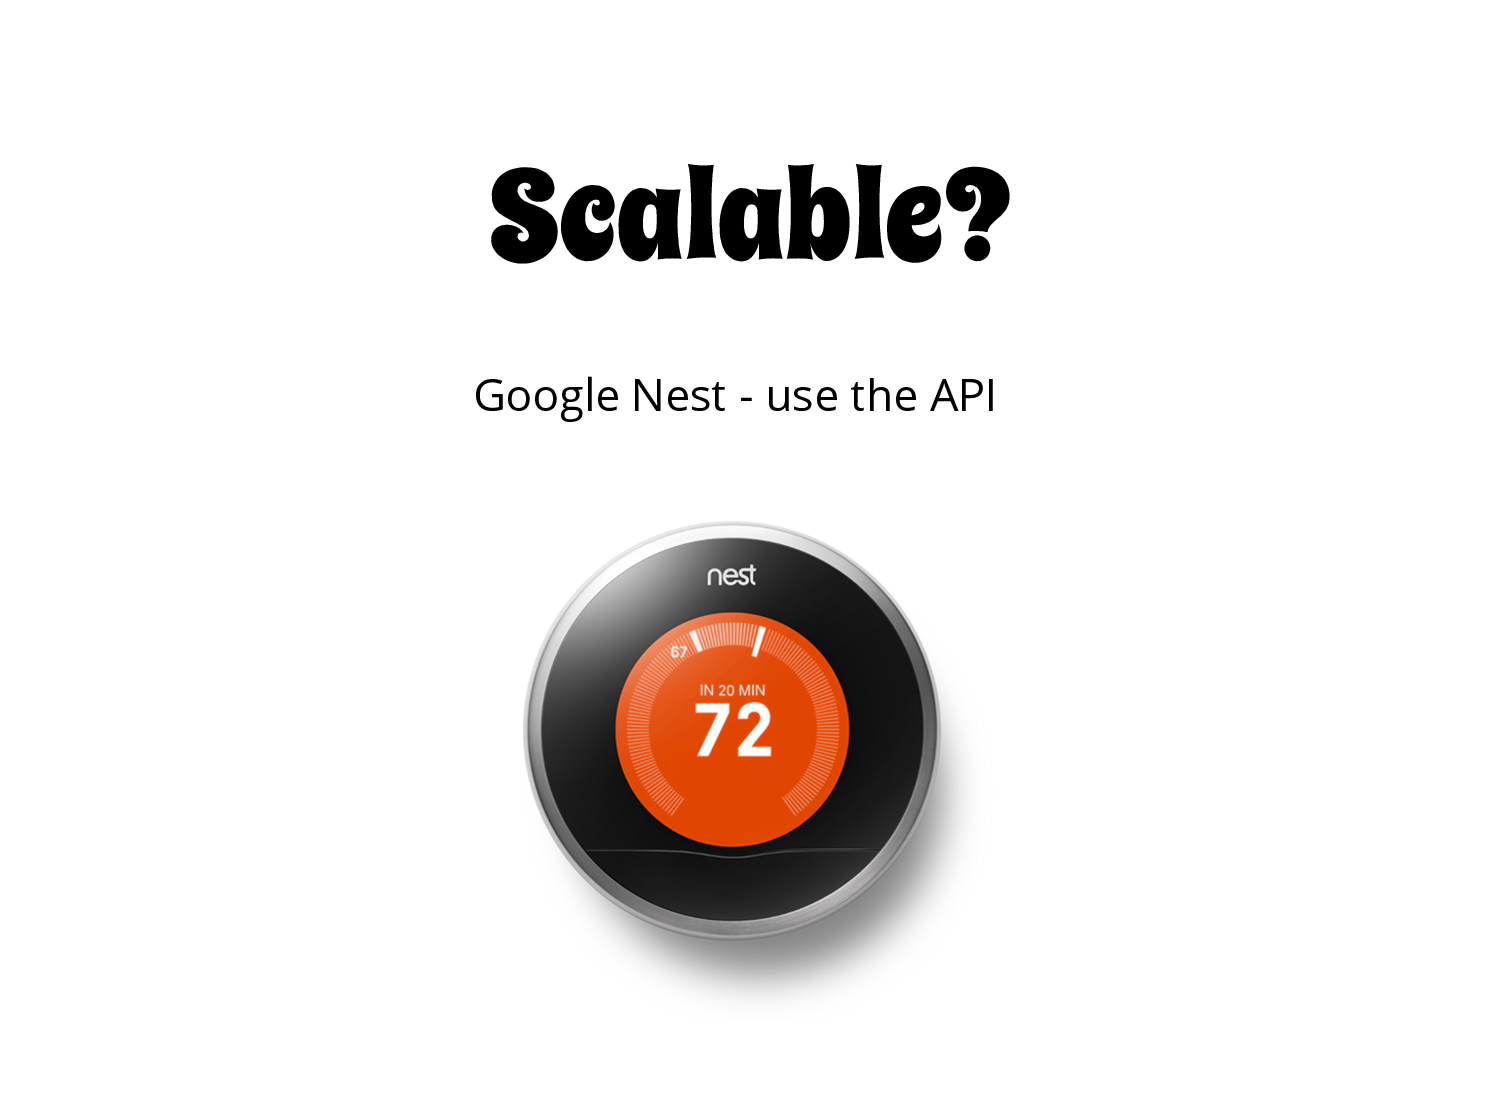 Scalable?
Google Nest - use the API
nest
67
IN 20 MIN
72